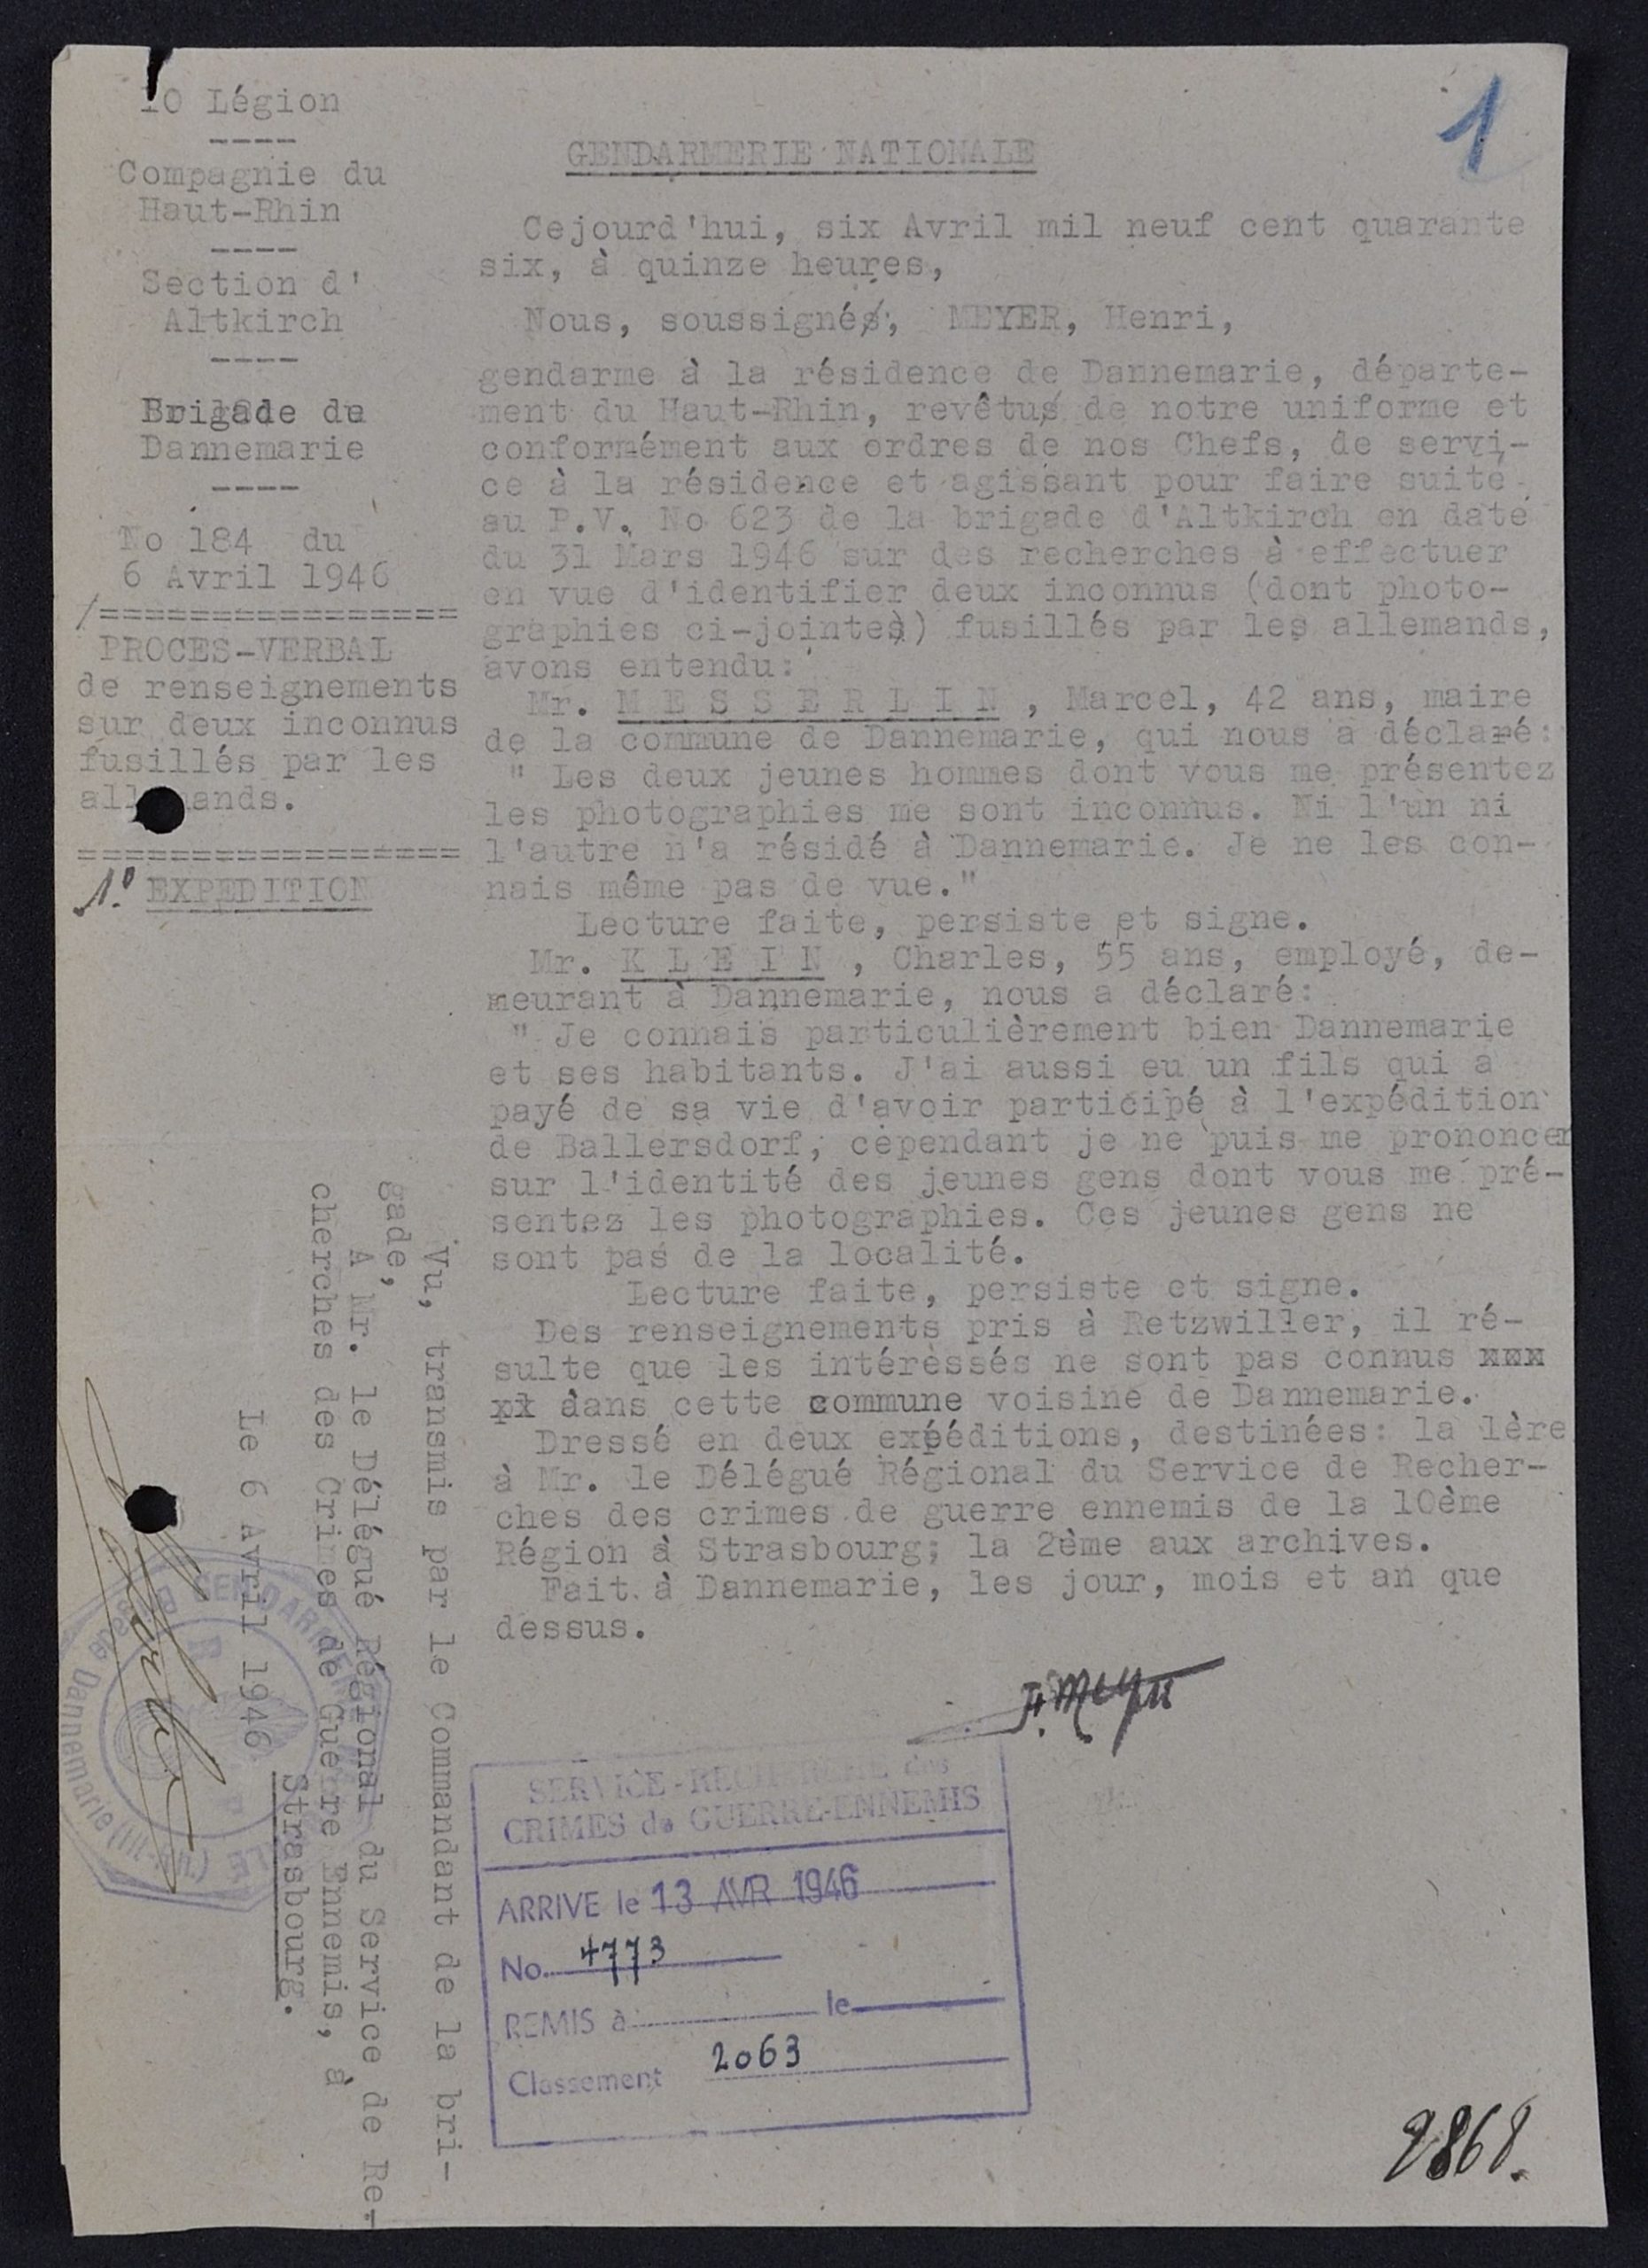 10 Légion
----
Compagnie du
Haut-Rhin
----
Section d'
Altkirch
----
Brigade de
Dannemarie
----
No 184 du
6 Avril 1946
/=================
PROCES-VERBAL
de renseignements
sur deux inconnus
fusillés par les
all ands.
=================
1° EXPEDITION
1
GENDARMERIE NATIONALE
Cejourd'hui, six Avril mil neuf cent quarante
six, à quinze heures,
Nous, soussignés, MEYER, Henri,
gendarme à la résidence de Dannemarie, départe-
ment du Haut-Rhin, revêtus de notre uniforme et
conformément aux ordres de nos Chefs, de servi-
ce à la résidence et agissant pour faire suite
au P.V. No 623 de la brigade d'Altkirch en date
du 31 Mars 1946 sur des recherches à effectuer
en vue d'identifier deux inconnus (dont photo-
graphies ci-jointes) fusillés par les allemands,
avons entendu:
Mr. M E S S E R L I N , Marcel, 42 ans, maire
de la commune de Dannemarie, qui nous a déclaré:
" Les deux jeunes hommes dont vous me présentez
les photographies me sont inconnus. Ni l'un ni
l'autre n'a résidé à Dannemarie. Je ne les con-
nais même pas de vue."
Lecture faite, persiste et signe.
Mr. K L E I N , Charles, 55 ans, employé, de-
meurant à Dannemarie, nous a déclaré:
" Je connais particulièrement bien Dannemarie
et ses habitants. J'ai aussi eu un fils qui a
payé de sa vie d'avoir participé à l'expédition
de Ballersdorf, cependant je ne puis me prononcer
sur l'identité des jeunes gens dont vous me pré-
sentez les photographies. Ces jeunes gens ne
sont pas de la localité.
Lecture faite, persiste et signe.
Des renseignements pris à Retzwiller, il ré-
sulte que les intéressés ne sont pas connus xxx
xx dans cette commune voisine de Dannemarie.
Dressé en deux expéditions, destinées: la 1ère
à Mr. le Délégué Régional du Service de Recher-
ches des crimes de guerre ennemis de la 10ème
Région à Strasbourg; la 2ème aux archives.
Fait à Dannemarie, les jour, mois et an que
dessus.
H. Meyer
Vu, transmis par le Commandant de la bri-
gade,
A Mr. le Délégué Régional du Service de Re-
cherches des Crimes de Guerre Ennemis, à
Strasbourg.
Le 6 Avril 1946
GENDARMERIE
Brigade de Dannemarie (Ht-
SERVICE-RECHERCHE des
CRIMES de GUERRE-ENNEMIS
ARRIVE le 13 AVR 1946
No. 4773
REMIS à le
Classement 2063
2868.